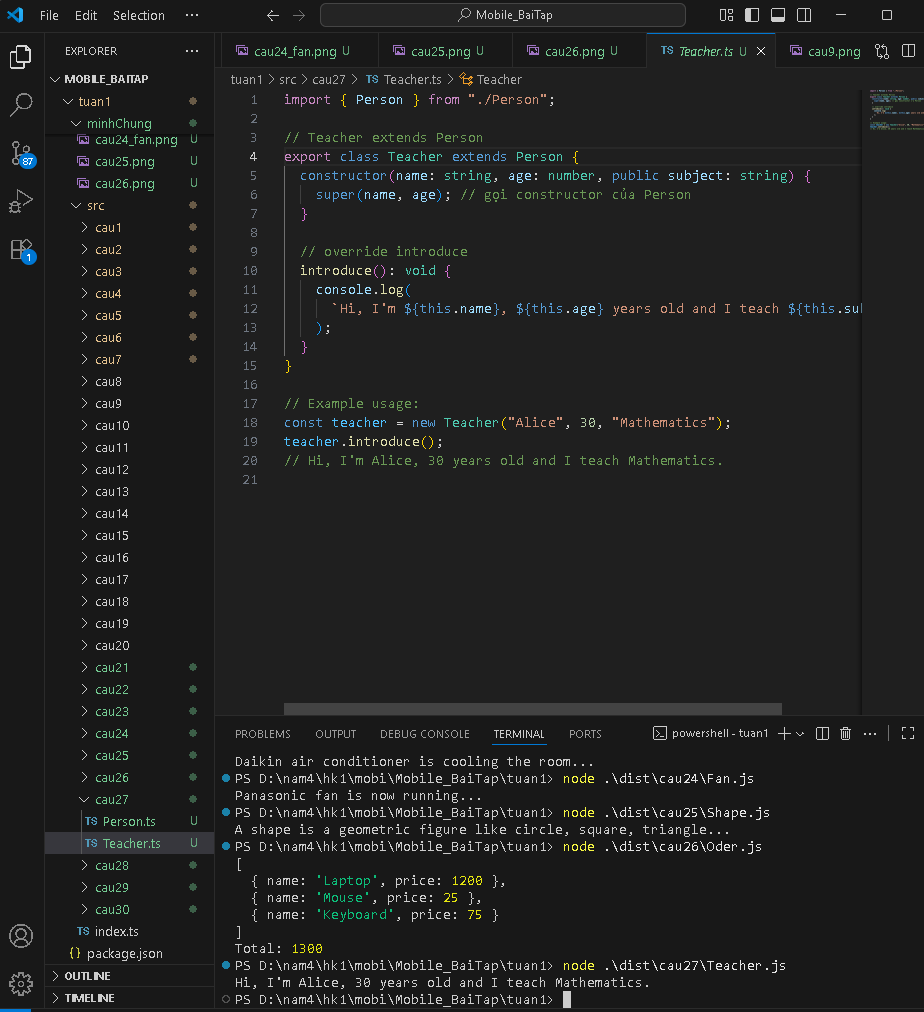 File Edit Selection ··· Mobile_BaiTap
EXPLORER ···
MOBILE_BAITAP
tuan1
minhChung
cau24_fan.png U
cau25.png U
cau26.png U
src
cau1
cau2
cau3
cau4
cau5
cau6
cau7
cau8
cau9
cau10
cau11
cau12
cau13
cau14
cau15
cau16
cau17
cau18
cau19
cau20
cau21
cau22
cau23
cau24
cau25
cau26
cau27
TS Person.ts U
TS Teacher.ts U
cau28
cau29
cau30
TS index.ts
{} package.json
OUTLINE
TIMELINE
87
1
cau24_fan.png U cau25.png U cau26.png U TS Teacher.ts U cau9.png
tuan1 > src > cau27 > TS Teacher.ts > Teacher
1 import { Person } from "./Person";
2
3 // Teacher extends Person
4 export class Teacher extends Person {
5 constructor(name: string, age: number, public subject: string) {
6 super(name, age); // gọi constructor của Person
7 }
8
9 // override introduce
10 introduce(): void {
11 console.log(
12 `Hi, I'm ${this.name}, ${this.age} years old and I teach ${this.sub
13 );
14 }
15 }
16
17 // Example usage:
18 const teacher = new Teacher("Alice", 30, "Mathematics");
19 teacher.introduce();
20 // Hi, I'm Alice, 30 years old and I teach Mathematics.
21
PROBLEMS OUTPUT DEBUG CONSOLE TERMINAL PORTS powershell - tuan1 ···
Daikin air conditioner is cooling the room...
PS D:\nam4\hk1\mobi\Mobile_BaiTap\tuan1> node .\dist\cau24\Fan.js
Panasonic fan is now running...
PS D:\nam4\hk1\mobi\Mobile_BaiTap\tuan1> node .\dist\cau25\Shape.js
A shape is a geometric figure like circle, square, triangle...
PS D:\nam4\hk1\mobi\Mobile_BaiTap\tuan1> node .\dist\cau26\Oder.js
[
{ name: 'Laptop', price: 1200 },
{ name: 'Mouse', price: 25 },
{ name: 'Keyboard', price: 75 }
]
Total: 1300
PS D:\nam4\hk1\mobi\Mobile_BaiTap\tuan1> node .\dist\cau27\Teacher.js
Hi, I'm Alice, 30 years old and I teach Mathematics.
PS D:\nam4\hk1\mobi\Mobile_BaiTap\tuan1>